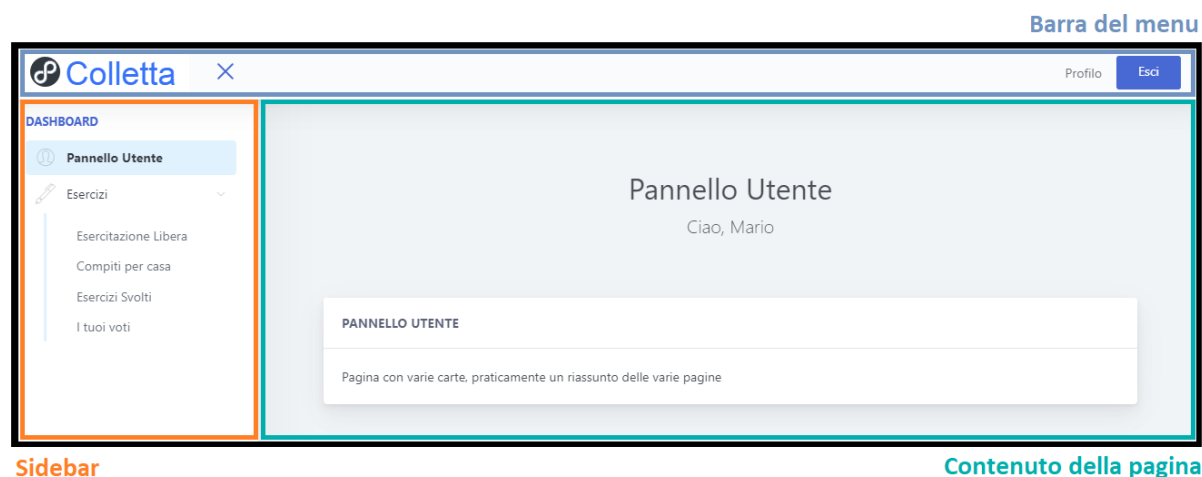 Barra del menu
Colletta
Profilo
Esci
DASHBOARD
Pannello Utente
Esercizi
Esercitazione Libera
Compiti per casa
Esercizi Svolti
I tuoi voti
Pannello Utente
Ciao, Mario
PANNELLO UTENTE
Pagina con varie carte, praticamente un riassunto delle varie pagine
Sidebar
Contenuto della pagina